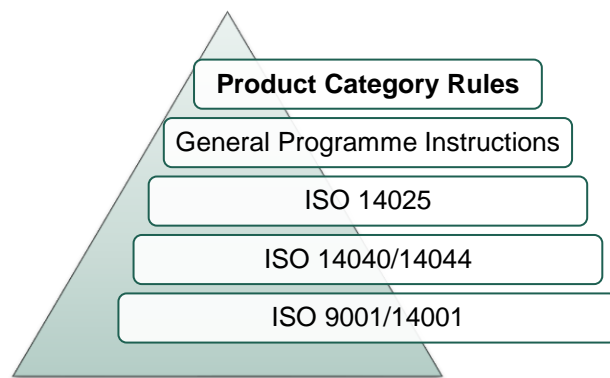 Product Category Rules
General Programme Instructions
ISO 14025
ISO 14040/14044
ISO 9001/14001